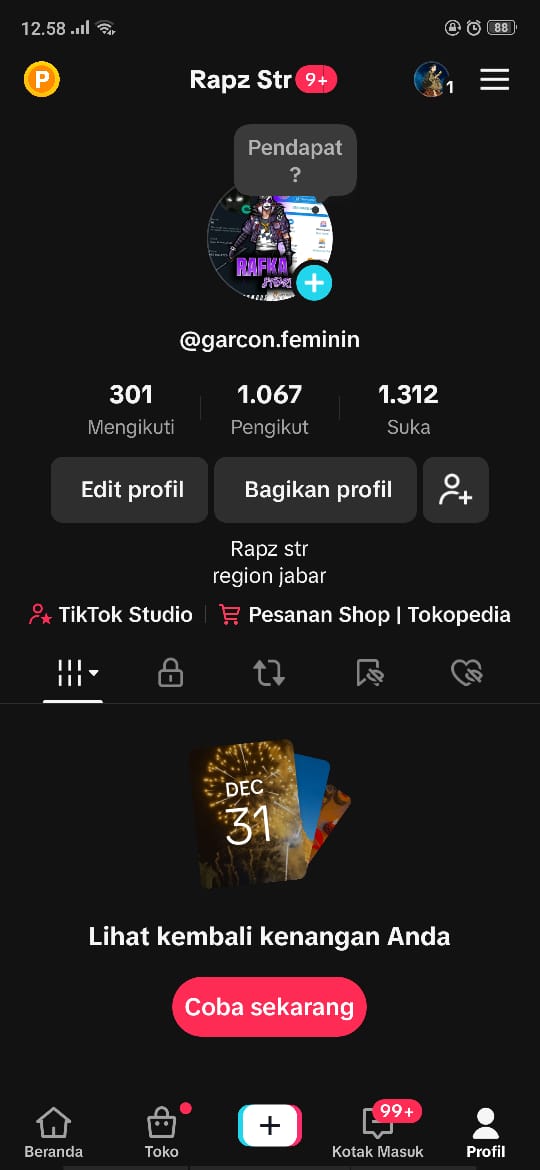 12.58
88
P
Rapz Str 9+
1
Pendapat
?
RAFKA
@garcon.feminin
301 1.067 1.312
Mengikuti Pengikut Suka
Edit profil Bagikan profil
Rapz str
region jabar
TikTok Studio Pesanan Shop | Tokopedia
DEC
31
Lihat kembali kenangan Anda
Coba sekarang
99+
Beranda Toko Kotak Masuk Profil